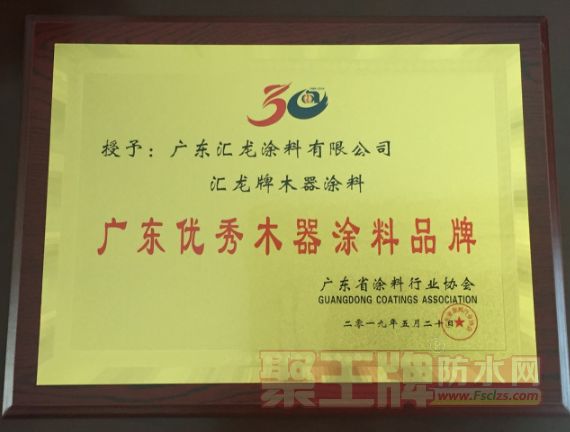 30
授予：广东汇龙涂料有限公司
汇龙牌木器涂料
广东优秀木器涂料品牌
广东省涂料行业协会
GUANGDONG COATINGS ASSOCIATION
二零一九年五月二十日
聚王牌防水网
www.Fsclzs.com